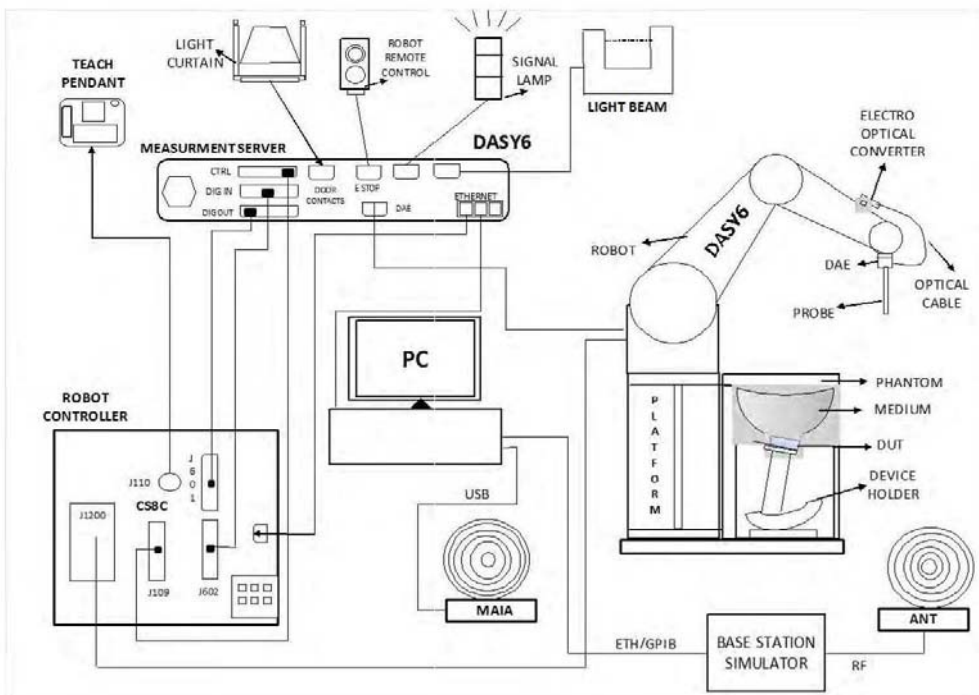 LIGHT
CURTAIN
ROBOT
REMOTE
CONTROL
SIGNAL
LAMP
LIGHT BEAM
TEACH
PENDANT
MEASURMENT SERVER
DASY6
CTRL
DIG IN
DIG OUT
DOOR
CONTACTS
E STOP
DAE
ETHERNET
ELECTRO
OPTICAL
CONVERTER
ROBOT
DASY6
DAE
OPTICAL
CABLE
PROBE
PC
PLATFORM
PHANTOM
MEDIUM
DUT
DEVICE
HOLDER
ROBOT
CONTROLLER
J110
J601
CS8C
J1200
J109
J602
USB
MAIA
ETH/GPIB
BASE STATION
SIMULATOR
RF
ANT